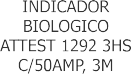 INDICADOR
BIOLOGICO
ATTEST 1292 3HS
C/50AMP, 3M